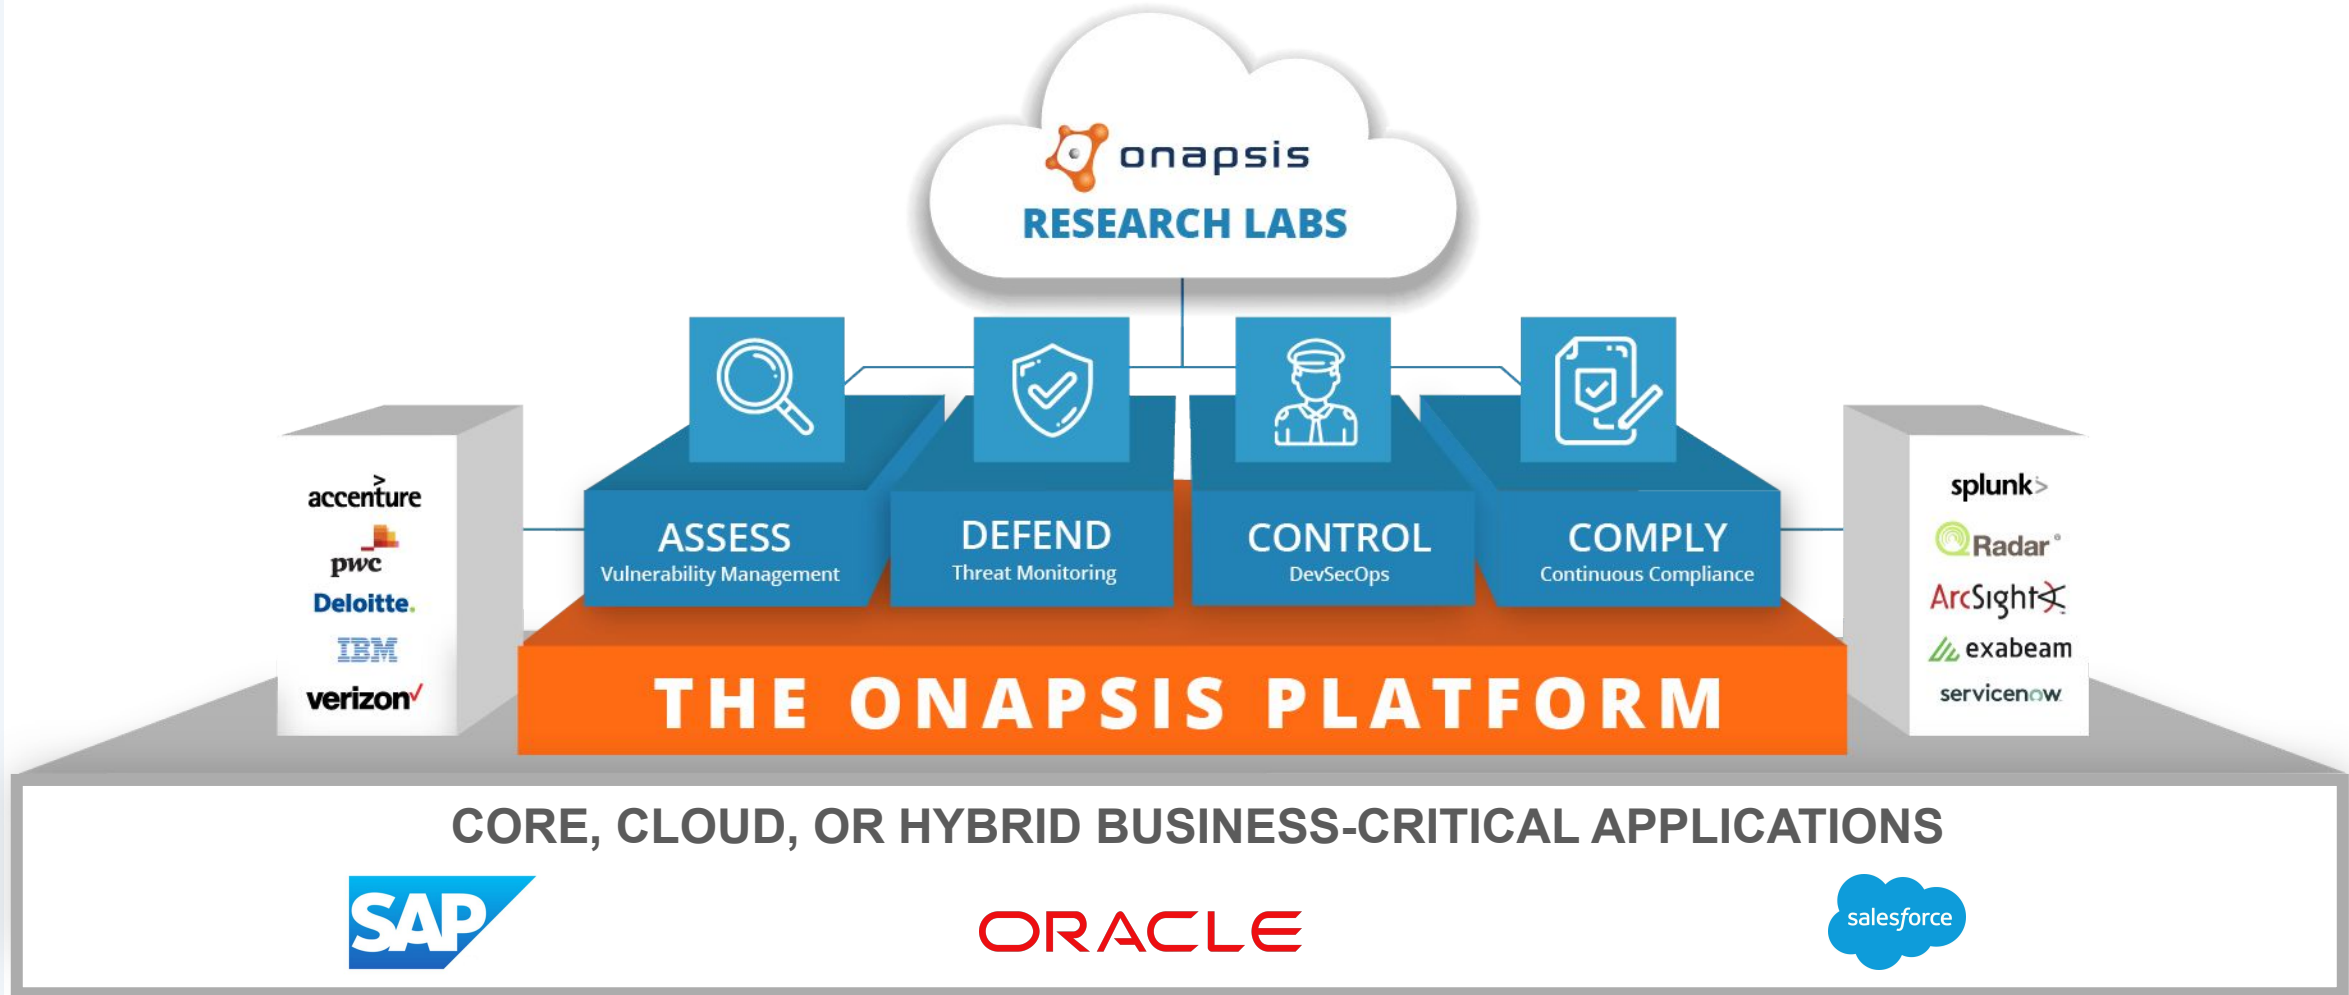 onapsis
RESEARCH LABS
accenture
pwc
Deloitte.
IBM
verizon
ASSESS
Vulnerability Management
DEFEND
Threat Monitoring
CONTROL
DevSecOps
COMPLY
Continuous Compliance
splunk>
QRadar®
ArcSight
exabeam
servicenow
THE ONAPSIS PLATFORM
CORE, CLOUD, OR HYBRID BUSINESS-CRITICAL APPLICATIONS
SAP
ORACLE
salesforce